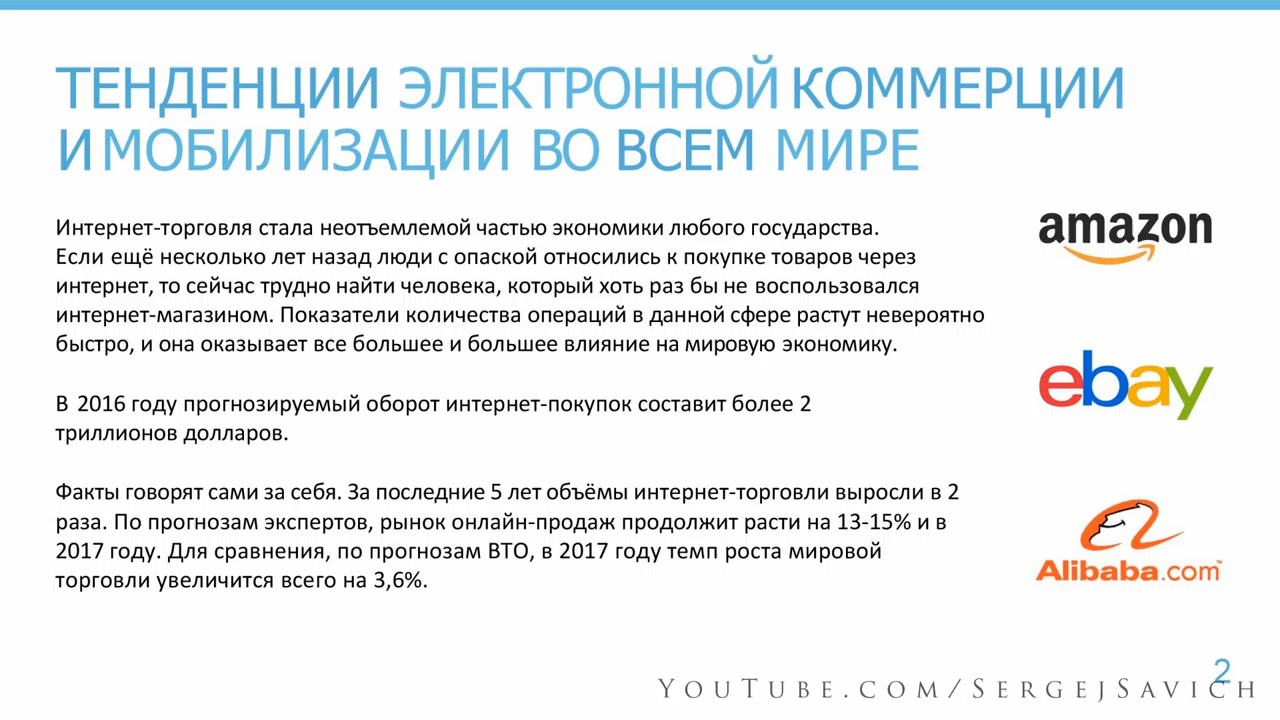 ТЕНДЕНЦИИ ЭЛЕКТРОННОЙ КОММЕРЦИИ
И МОБИЛИЗАЦИИ ВО ВСЕМ МИРЕ
Интернет-торговля стала неотъемлемой частью экономики любого государства.
Если ещё несколько лет назад люди с опаской относились к покупке товаров через
интернет, то сейчас трудно найти человека, который хоть раз бы не воспользовался
интернет-магазином. Показатели количества операций в данной сфере растут невероятно
быстро, и она оказывает все большее и большее влияние на мировую экономику.
В 2016 году прогнозируемый оборот интернет-покупок составит более 2
триллионов долларов.
Факты говорят сами за себя. За последние 5 лет объёмы интернет-торговли выросли в 2
раза. По прогнозам экспертов, рынок онлайн-продаж продолжит расти на 13-15% и в
2017 году. Для сравнения, по прогнозам ВТО, в 2017 году темп роста мировой
торговли увеличится всего на 3,6%.
amazon
ebay
Alibaba.com™
2
YouTube.com/SergejSavich